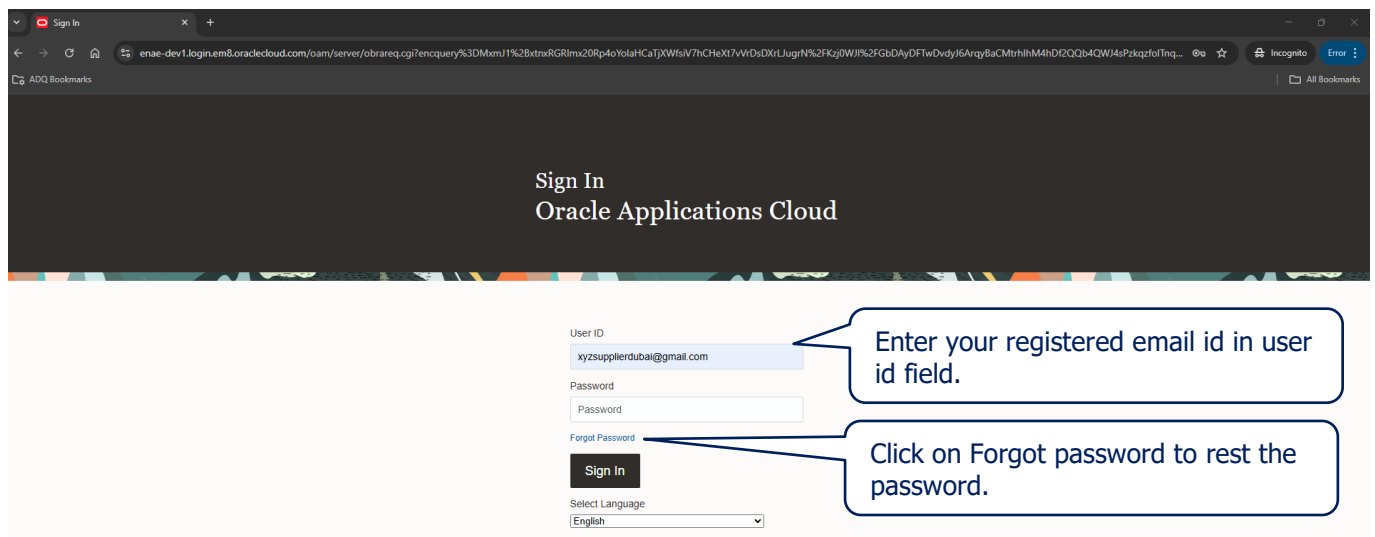 Sign In
enae-dev1.login.em8.oraclecloud.com/oam/server/obrareq.cgi?encquery%3DMxmJ1%2BxtnxRGRImx20Rp4oYolaHCaTjXWfsiV7hCHeXt7vVrDsDXrLJugrN%2FKzj0WJl%2FGbDAyDFTwDvdyJ6ArqyBaCMtrhIhM4hDf2QQb4QWJ4sPzkqzfolTnq...
Incognito
Error
ADQ Bookmarks
All Bookmarks
Sign In
Oracle Applications Cloud
User ID
xyzsupplierdubai@gmail.com
Enter your registered email id in user
id field.
Password
Password
Forgot Password
Click on Forgot password to rest the
password.
Sign In
Select Language
English